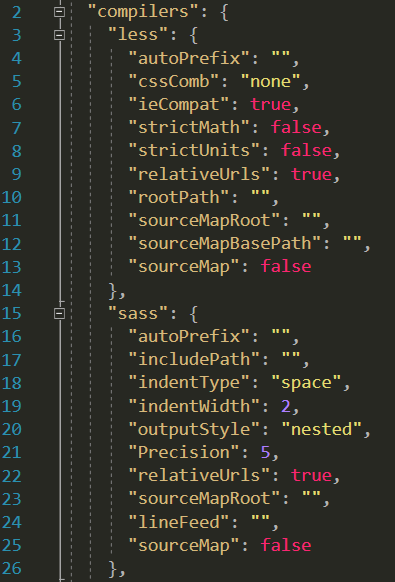 2 "compilers": {
3 "less": {
4 "autoPrefix": "",
5 "cssComb": "none",
6 "ieCompat": true,
7 "strictMath": false,
8 "strictUnits": false,
9 "relativeUrls": true,
10 "rootPath": "",
11 "sourceMapRoot": "",
12 "sourceMapBasePath": "",
13 "sourceMap": false
14 },
15 "sass": {
16 "autoPrefix": "",
17 "includePath": "",
18 "indentType": "space",
19 "indentWidth": 2,
20 "outputStyle": "nested",
21 "Precision": 5,
22 "relativeUrls": true,
23 "sourceMapRoot": "",
24 "lineFeed": "",
25 "sourceMap": false
26 },